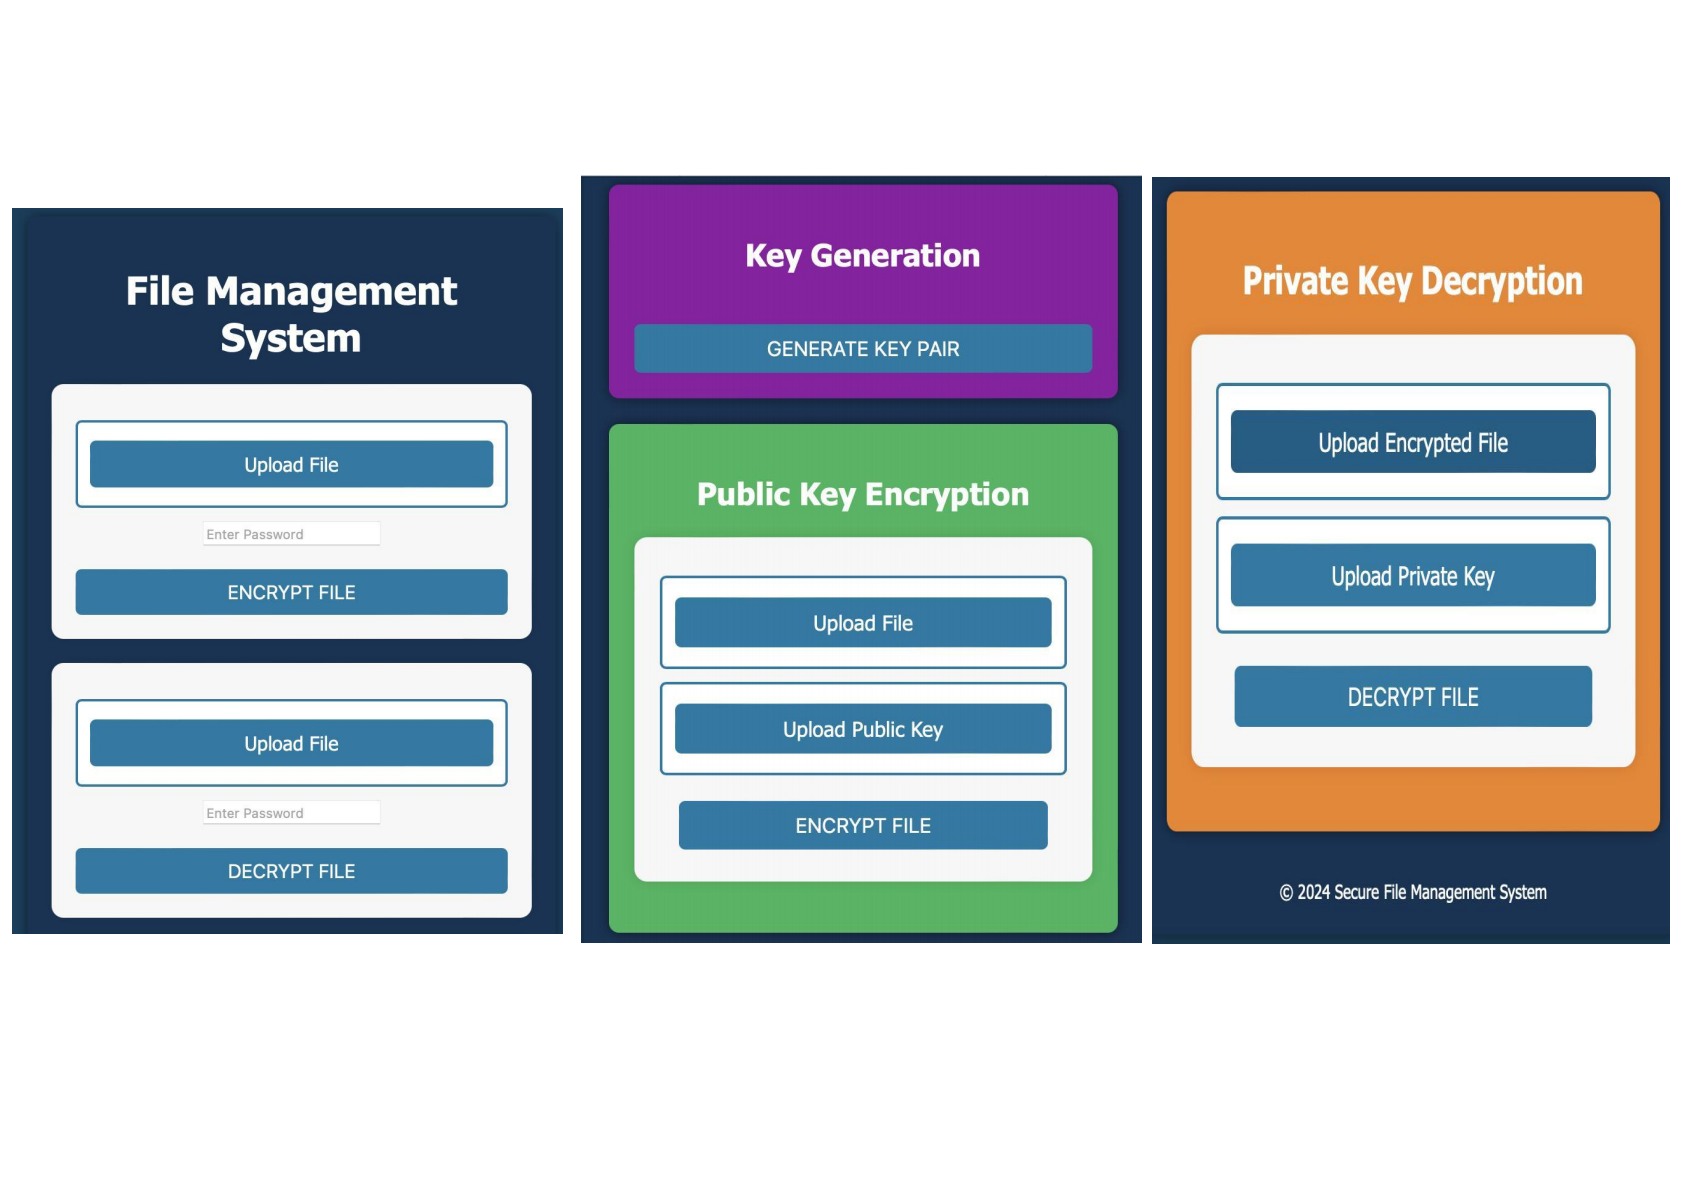 File Management
System
Upload File
Enter Password
ENCRYPT FILE
Upload File
Enter Password
DECRYPT FILE
Key Generation
GENERATE KEY PAIR
Public Key Encryption
Upload File
Upload Public Key
ENCRYPT FILE
Private Key Decryption
Upload Encrypted File
Upload Private Key
DECRYPT FILE
© 2024 Secure File Management System